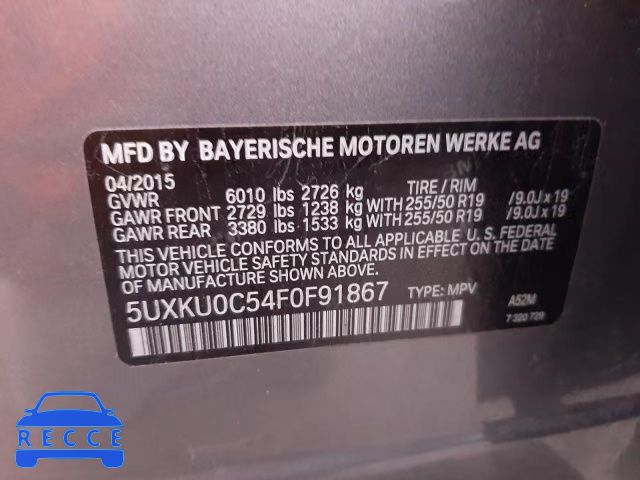 MFD BY BAYERISCHE MOTOREN WERKE AG
04/2015 TIRE / RIM
GVWR 6010 lbs 2726 kg
GAWR FRONT 2729 lbs 1238 kg WITH 255/50 R19 /9.0J x 19
GAWR REAR 3380 lbs 1533 kg WITH 255/50 R19 /9.0J x 19
THIS VEHICLE CONFORMS TO ALL APPLICABLE U.S. FEDERAL
MOTOR VEHICLE SAFETY STANDARDS IN EFFECT ON THE DATE
OF MANUFACTURE SHOWN ABOVE.
5UXKU0C54F0F91867 TYPE: MPV A52M
7 320 729
RECCE